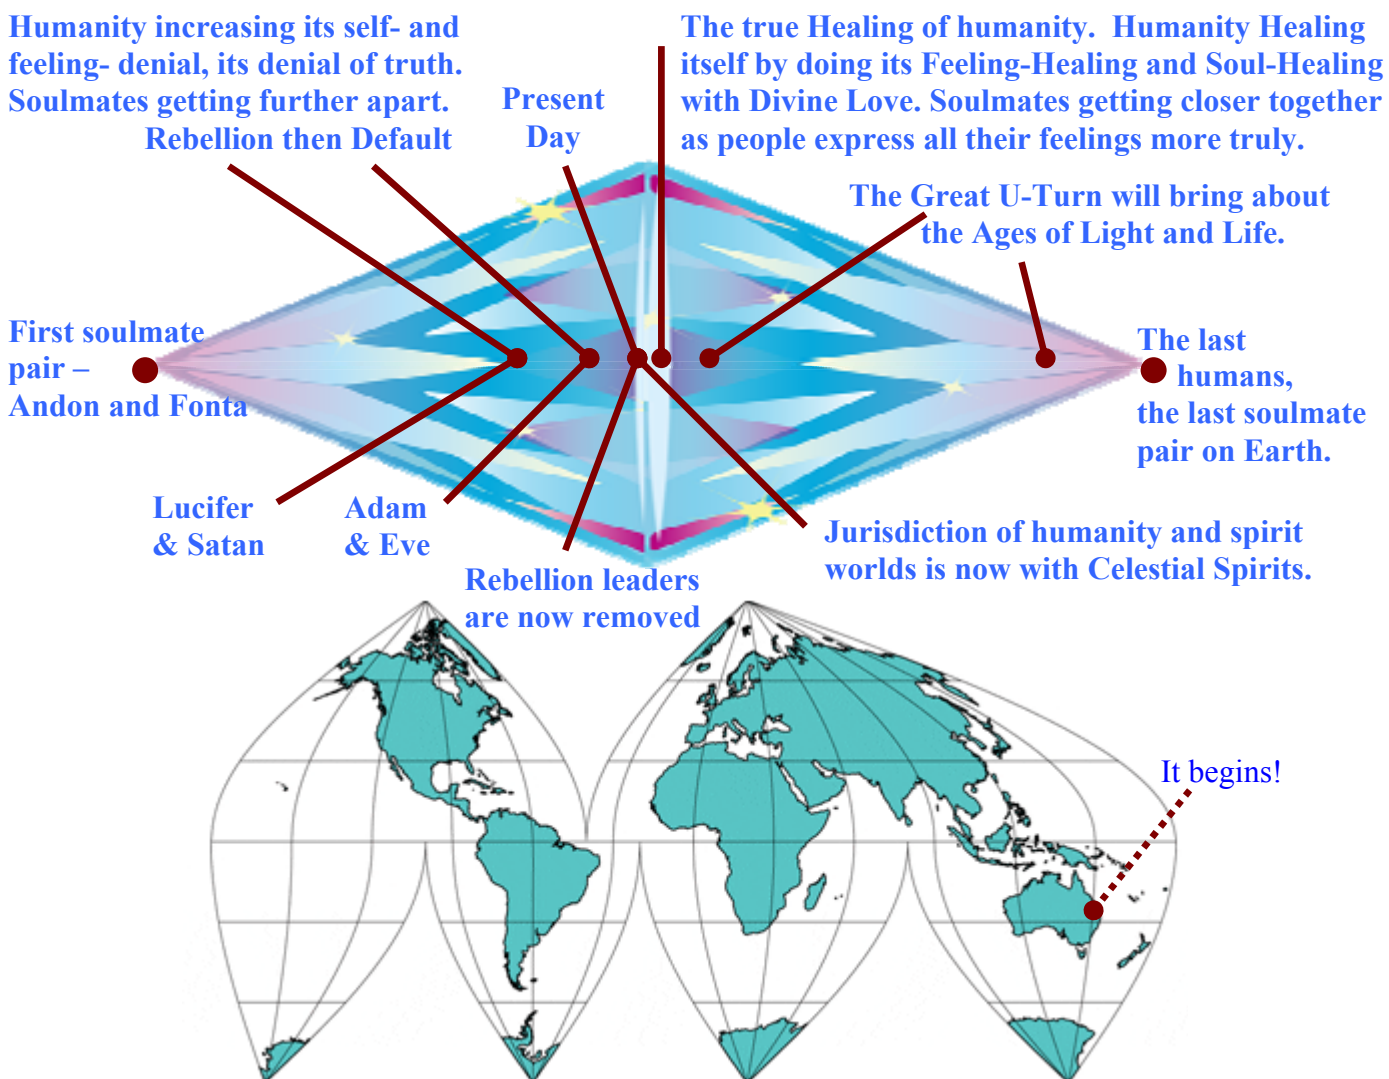 Humanity increasing its self- and
feeling- denial, its denial of truth.
Soulmates getting further apart.
Rebellion then Default
Present
Day
The true Healing of humanity.  Humanity Healing
itself by doing its Feeling-Healing and Soul-Healing
with Divine Love. Soulmates getting closer together
as people express all their feelings more truly.
The Great U-Turn will bring about
the Ages of Light and Life.
First soulmate
pair –
Andon and Fonta
The last
humans,
the last soulmate
pair on Earth.
Lucifer
& Satan
Adam
& Eve
Rebellion leaders
are now removed
Jurisdiction of humanity and spirit
worlds is now with Celestial Spirits.
It begins!